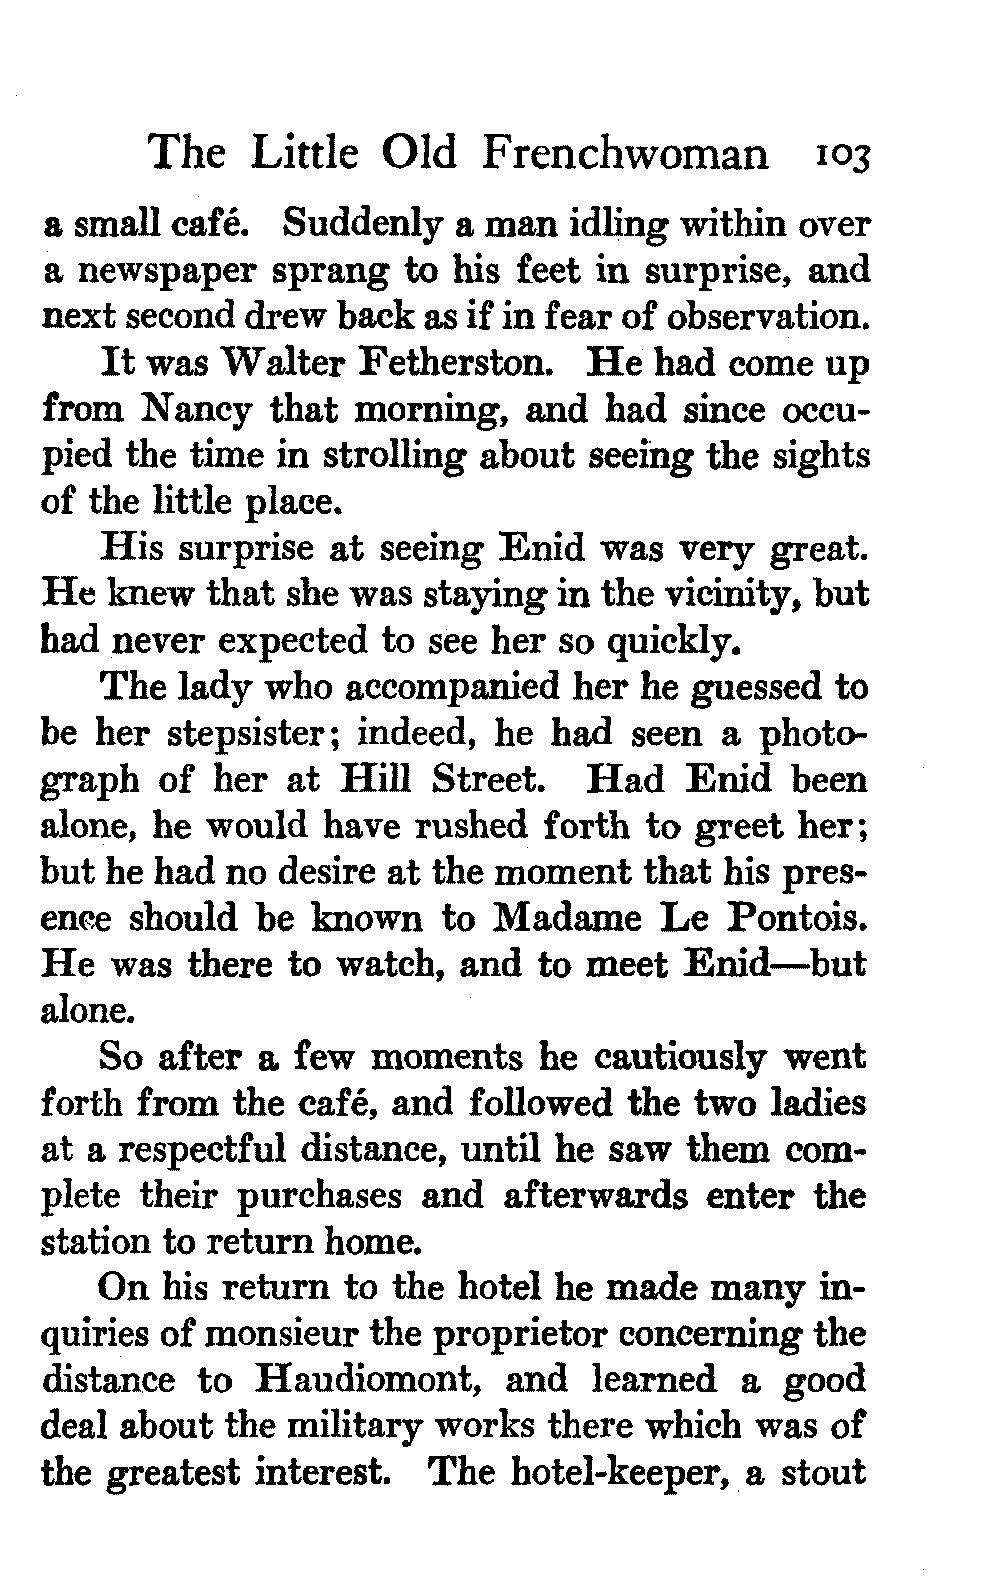 The Little Old Frenchwoman 103
a small café. Suddenly a man idling within over
a newspaper sprang to his feet in surprise, and
next second drew back as if in fear of observation.
It was Walter Fetherston. He had come up
from Nancy that morning, and had since occu-
pied the time in strolling about seeing the sights
of the little place.
His surprise at seeing Enid was very great.
He knew that she was staying in the vicinity, but
had never expected to see her so quickly.
The lady who accompanied her he guessed to
be her stepsister; indeed, he had seen a photo-
graph of her at Hill Street. Had Enid been
alone, he would have rushed forth to greet her;
but he had no desire at the moment that his pres-
ence should be known to Madame Le Pontois.
He was there to watch, and to meet Enid—but
alone.
So after a few moments he cautiously went
forth from the café, and followed the two ladies
at a respectful distance, until he saw them com-
plete their purchases and afterwards enter the
station to return home.
On his return to the hotel he made many in-
quiries of monsieur the proprietor concerning the
distance to Haudiomont, and learned a good
deal about the military works there which was of
the greatest interest. The hotel-keeper, a stout